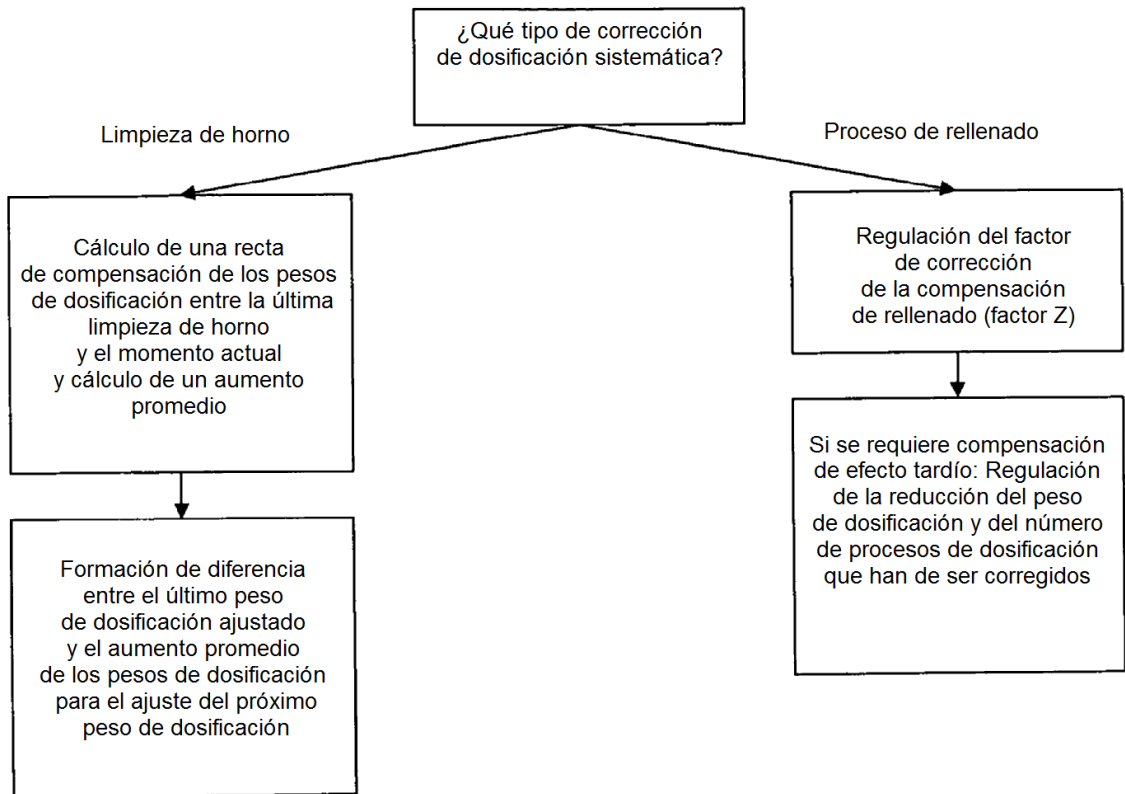 ¿Qué tipo de corrección
de dosificación sistemática?
Limpieza de horno
Proceso de rellenado
Cálculo de una recta
de compensación de los pesos
de dosificación entre la última
limpieza de horno
y el momento actual
y cálculo de un aumento
promedio
Formación de diferencia
entre el último peso
de dosificación ajustado
y el aumento promedio
de los pesos de dosificación
para el ajuste del próximo
peso de dosificación
Regulación del factor
de corrección
de la compensación
de rellenado (factor Z)
Si se requiere compensación
de efecto tardío: Regulación
de la reducción del peso
de dosificación y del número
de procesos de dosificación
que han de ser corregidos